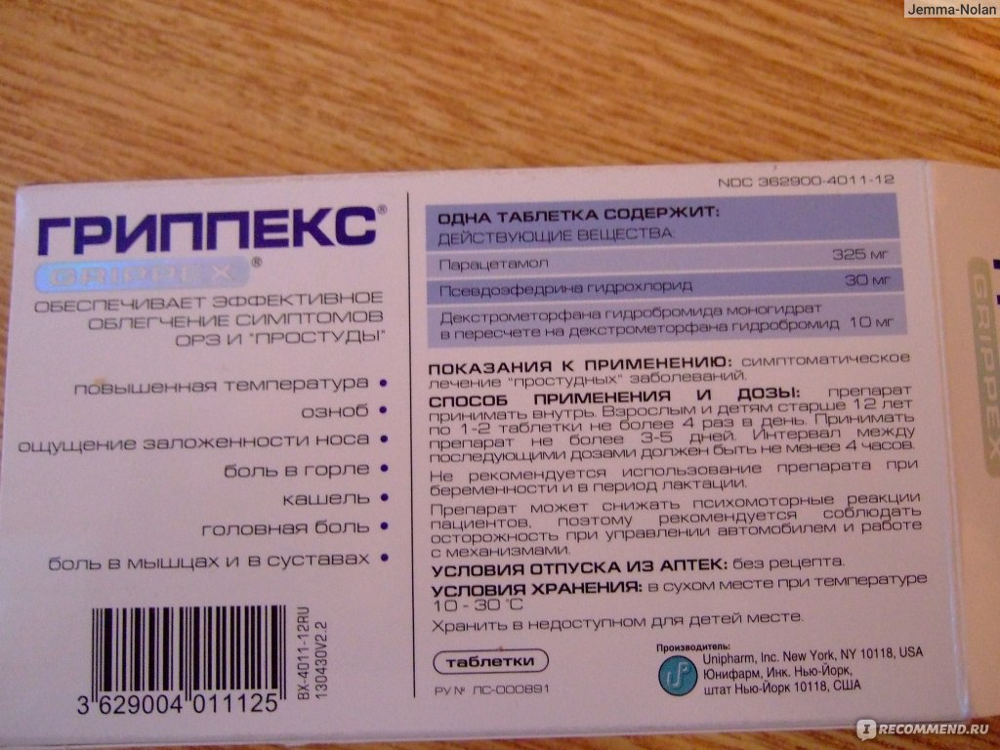 Jemma-Nolan
NDC 362900-4011-12
ГРИППЕКС®
GRIPPEX®
ОБЕСПЕЧИВАЕТ ЭФФЕКТИВНОЕ
ОБЛЕГЧЕНИЕ СИМПТОМОВ
ОРЗ И "ПРОСТУДЫ"
повышенная температура •
озноб •
ощущение заложенности носа •
боль в горле •
кашель •
головная боль •
боль в мышцах и в суставах •
3 629004 011125
BX-4011-12RU
130430V2.2
ОДНА ТАБЛЕТКА СОДЕРЖИТ:
ДЕЙСТВУЮЩИЕ ВЕЩЕСТВА:
Парацетамол 325 мг
Псевдоэфедрина гидрохлорид 30 мг
Декстрометорфана гидробромида моногидрат
в пересчете на декстрометорфана гидробромид 10 мг
ПОКАЗАНИЯ К ПРИМЕНЕНИЮ: симптоматическое
лечение "простудных" заболеваний.
СПОСОБ ПРИМЕНЕНИЯ И ДОЗЫ: препарат
принимать внутрь. Взрослым и детям старше 12 лет
по 1-2 таблетки не более 4 раз в день. Принимать
препарат не более 3-5 дней. Интервал между
последующими дозами должен быть не менее 4 часов.
Не рекомендуется использование препарата при
беременности и в период лактации.
Препарат может снижать психомоторные реакции
пациентов, поэтому рекомендуется соблюдать
осторожность при управлении автомобилем и работе
с механизмами.
УСЛОВИЯ ОТПУСКА ИЗ АПТЕК: без рецепта.
УСЛОВИЯ ХРАНЕНИЯ: в сухом месте при температуре
10 - 30 °C
Хранить в недоступном для детей месте.
таблетки
РУ № ЛС-000891
Производитель:
Unipharm, Inc. New York, NY 10118, USA
Юнифарм, Инк. Нью-Йорк,
штат Нью-Йорк 10118, США
GRIPPEX
IRECOMMEND.RU